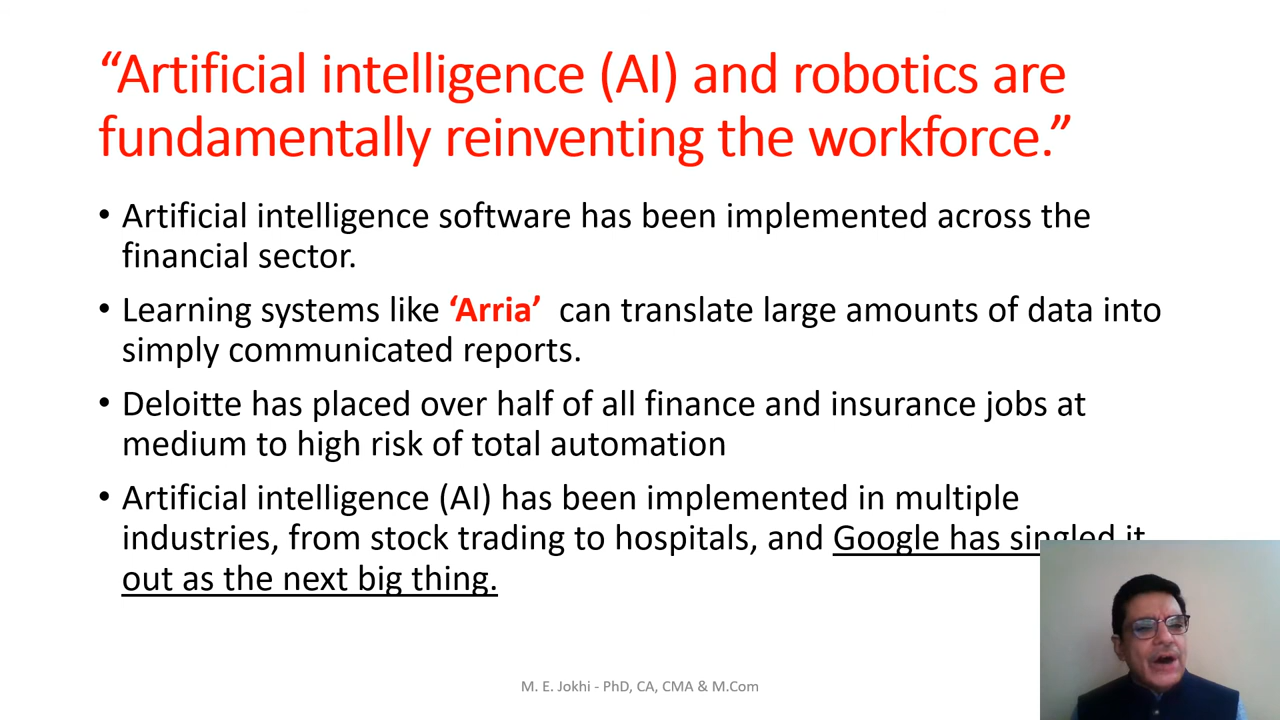 “Artificial intelligence (AI) and robotics are
fundamentally reinventing the workforce.”
• Artificial intelligence software has been implemented across the
financial sector.
• Learning systems like ‘Arria’ can translate large amounts of data into
simply communicated reports.
• Deloitte has placed over half of all finance and insurance jobs at
medium to high risk of total automation
• Artificial intelligence (AI) has been implemented in multiple
industries, from stock trading to hospitals, and Google has singled it
out as the next big thing.
M. E. Jokhi - PhD, CA, CMA & M.Com